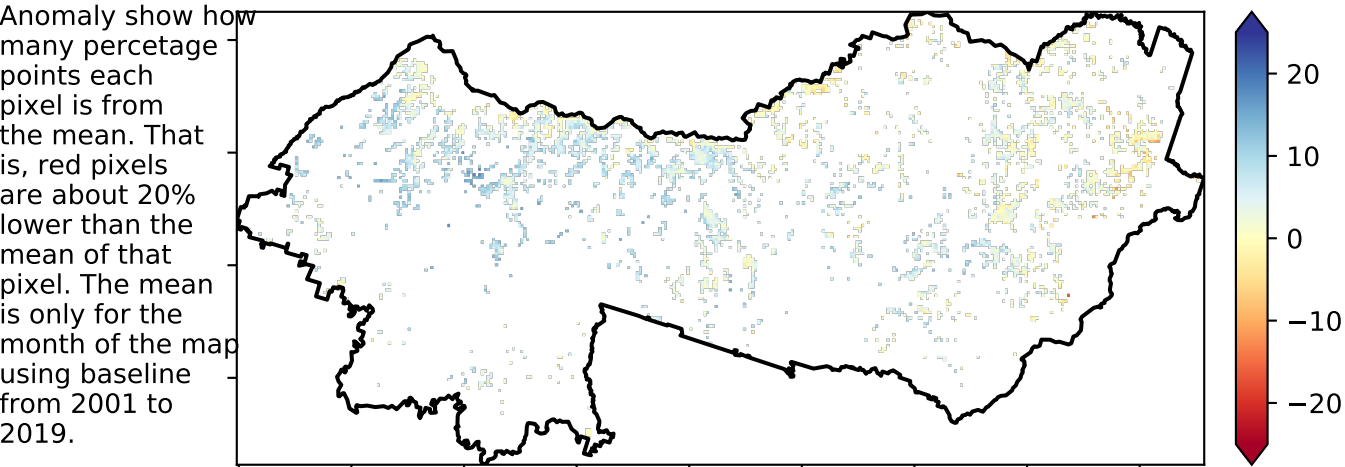 Anomaly show how
many percetage
points each
pixel is from
the mean. That
is, red pixels
are about 20%
lower than the
mean of that
pixel. The mean
is only for the
month of the map
using baseline
from 2001 to
2019.
20
10
0
−10
−20